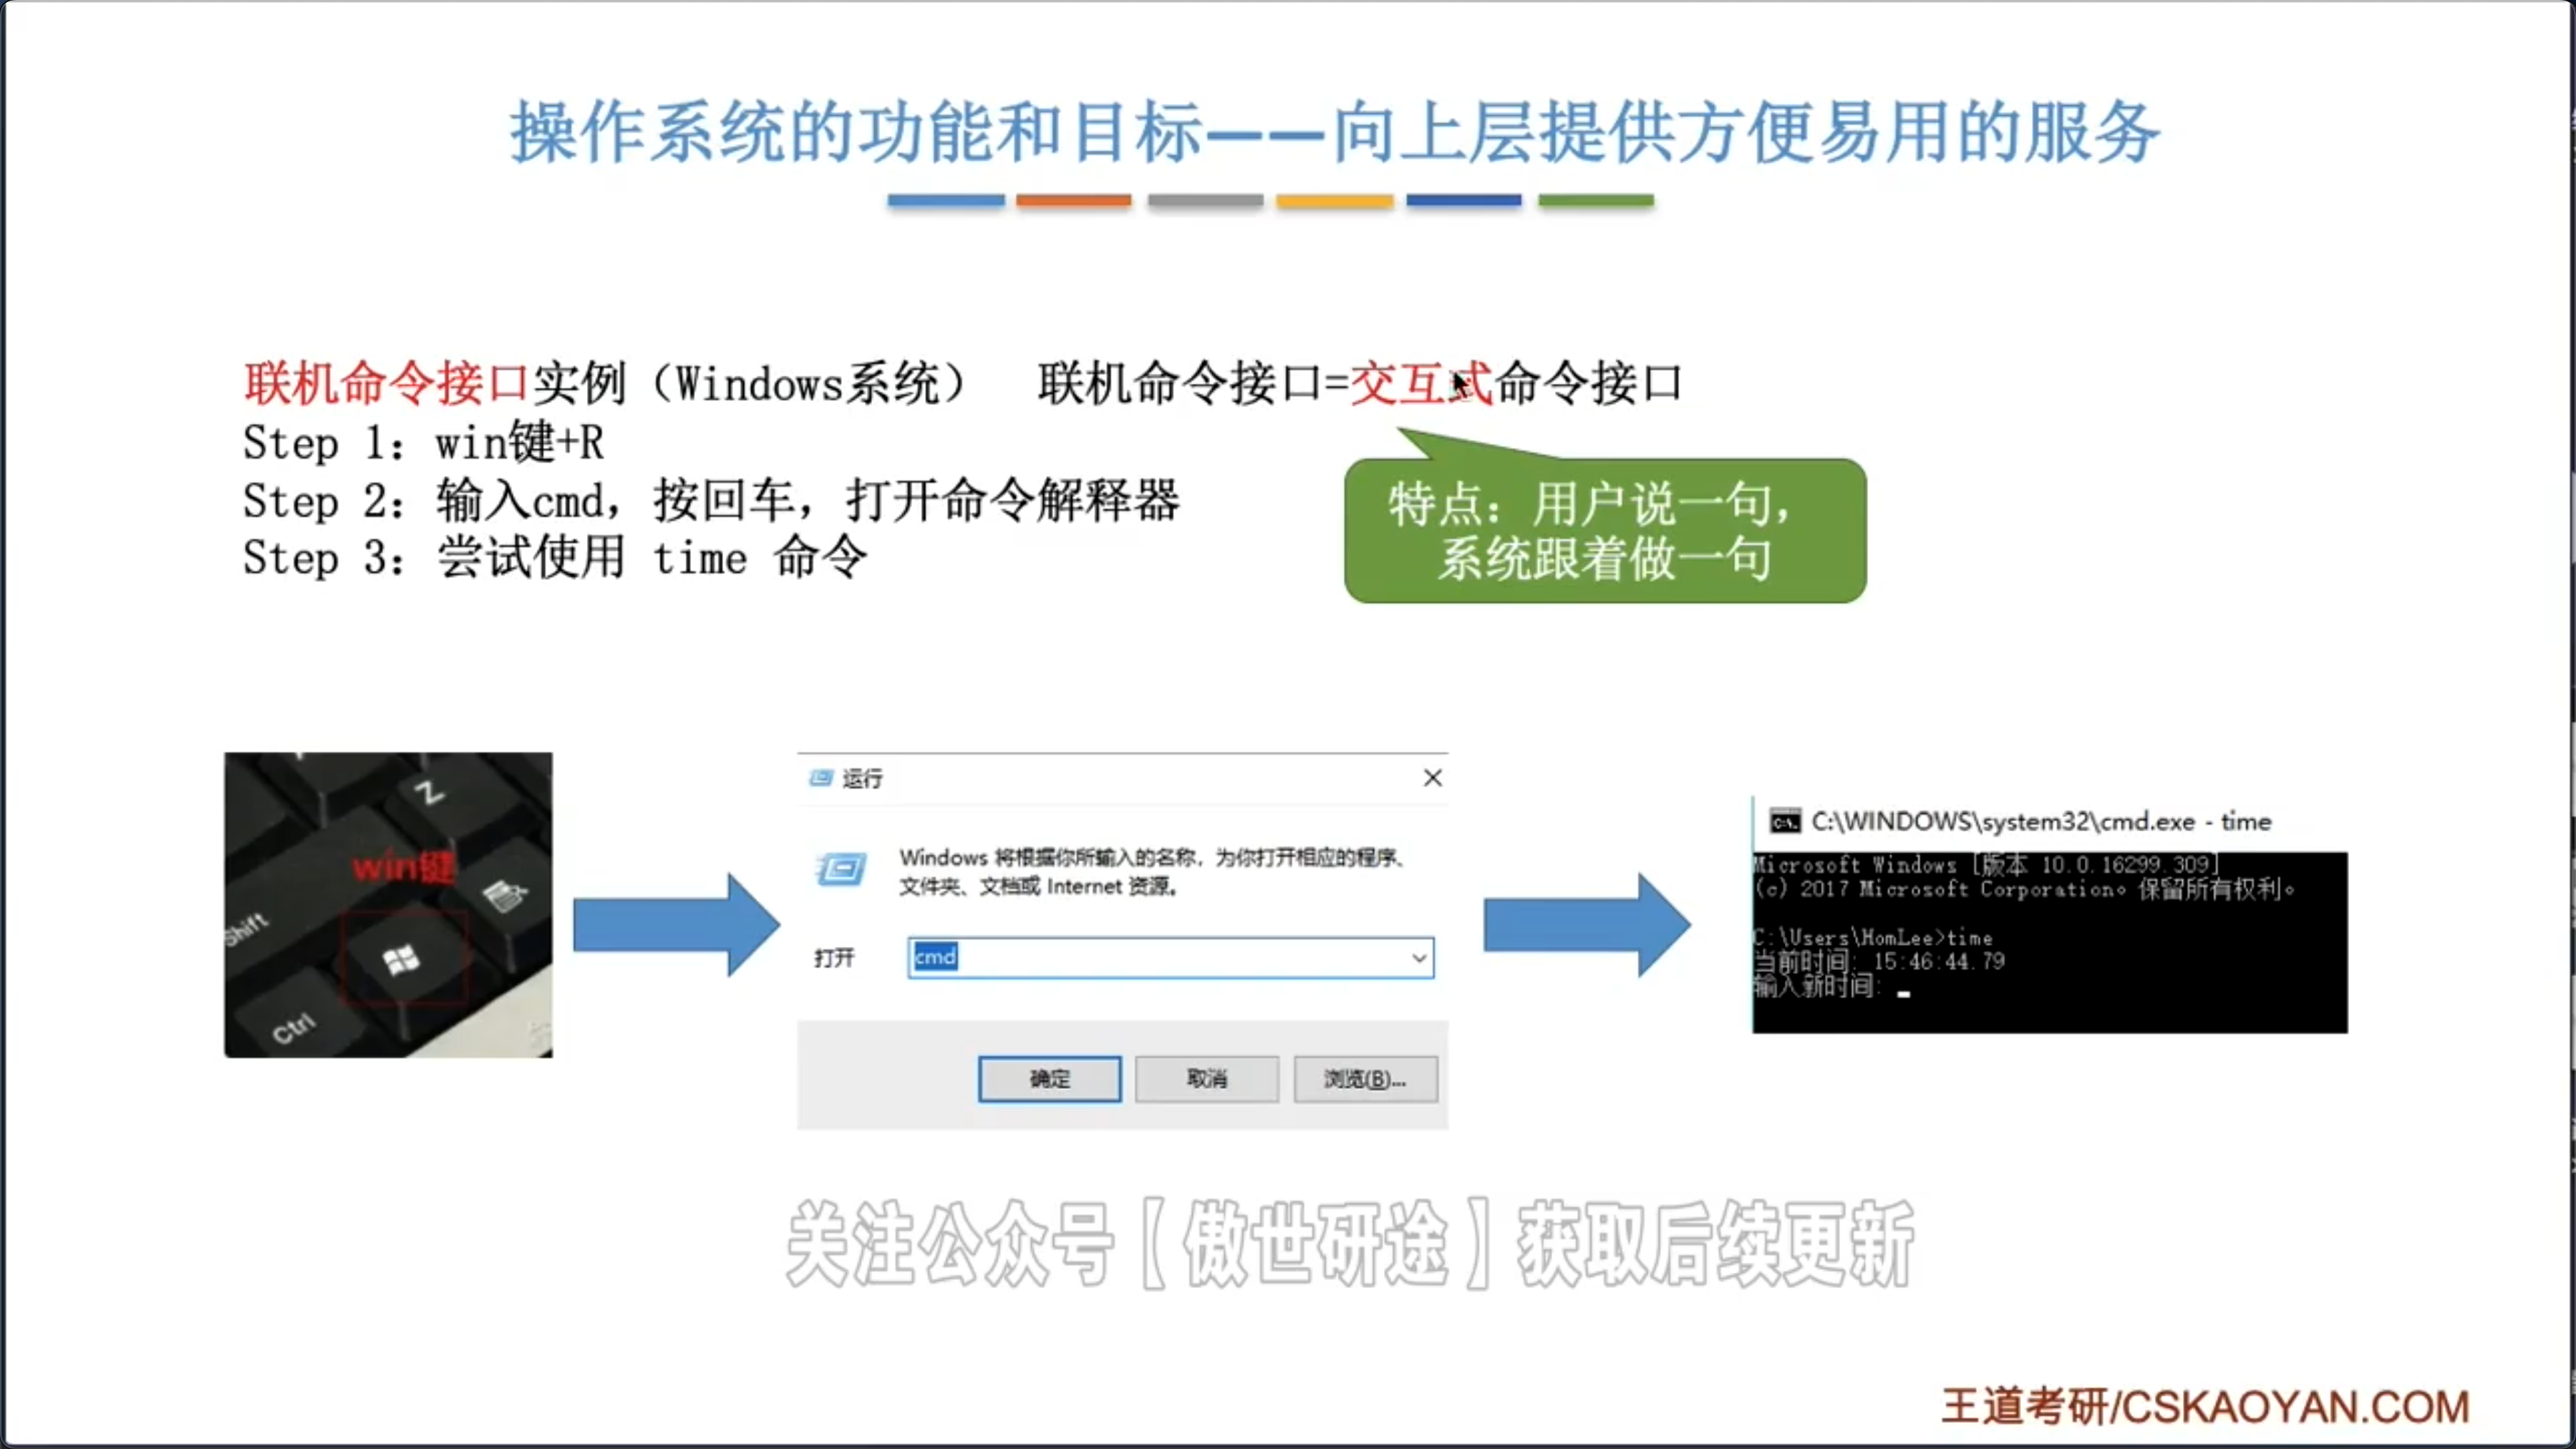 操作系统的功能和目标——向上层提供方便易用的服务
联机命令接口实例（Windows系统） 联机命令接口=交互式命令接口
Step 1：win键+R
Step 2：输入cmd，按回车，打开命令解释器
Step 3：尝试使用 time 命令
特点：用户说一句，
系统跟着做一句
Z
win键
Shift
Ctrl
运行
Windows 将根据你所输入的名称，为你打开相应的程序、
文件夹、文档或 Internet 资源。
打开
cmd
确定 取消 浏览(B)...
C:\WINDOWS\system32\cmd.exe - time
Microsoft Windows [版本 10.0.16299.309]
(c) 2017 Microsoft Corporation。保留所有权利。
C:\Users\HomLee>time
当前时间: 15:46:44.79
输入新时间:
关注公众号【傲世研途】获取后续更新
王道考研/CSKAOYAN.COM